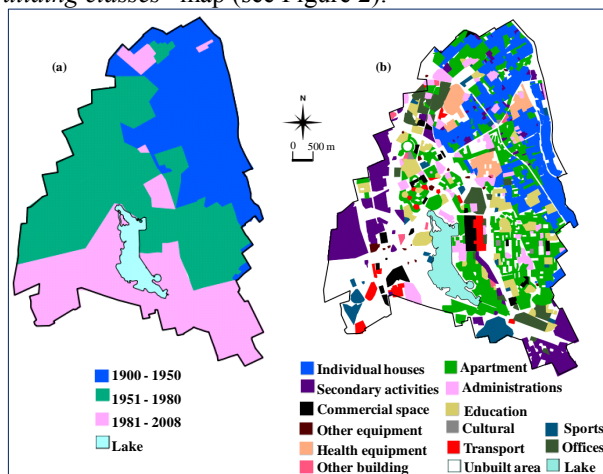 uilding classes" map (see Figure 2).
(a)
(b)
N
0 500 m
1900 - 1950
1951 - 1980
1981 - 2008
Lake
Individual houses
Secondary activities
Commercial space
Other equipment
Health equipment
Other building
Apartment
Administrations
Education
Cultural
Transport
Unbuilt area
Sports
Offices
Lake